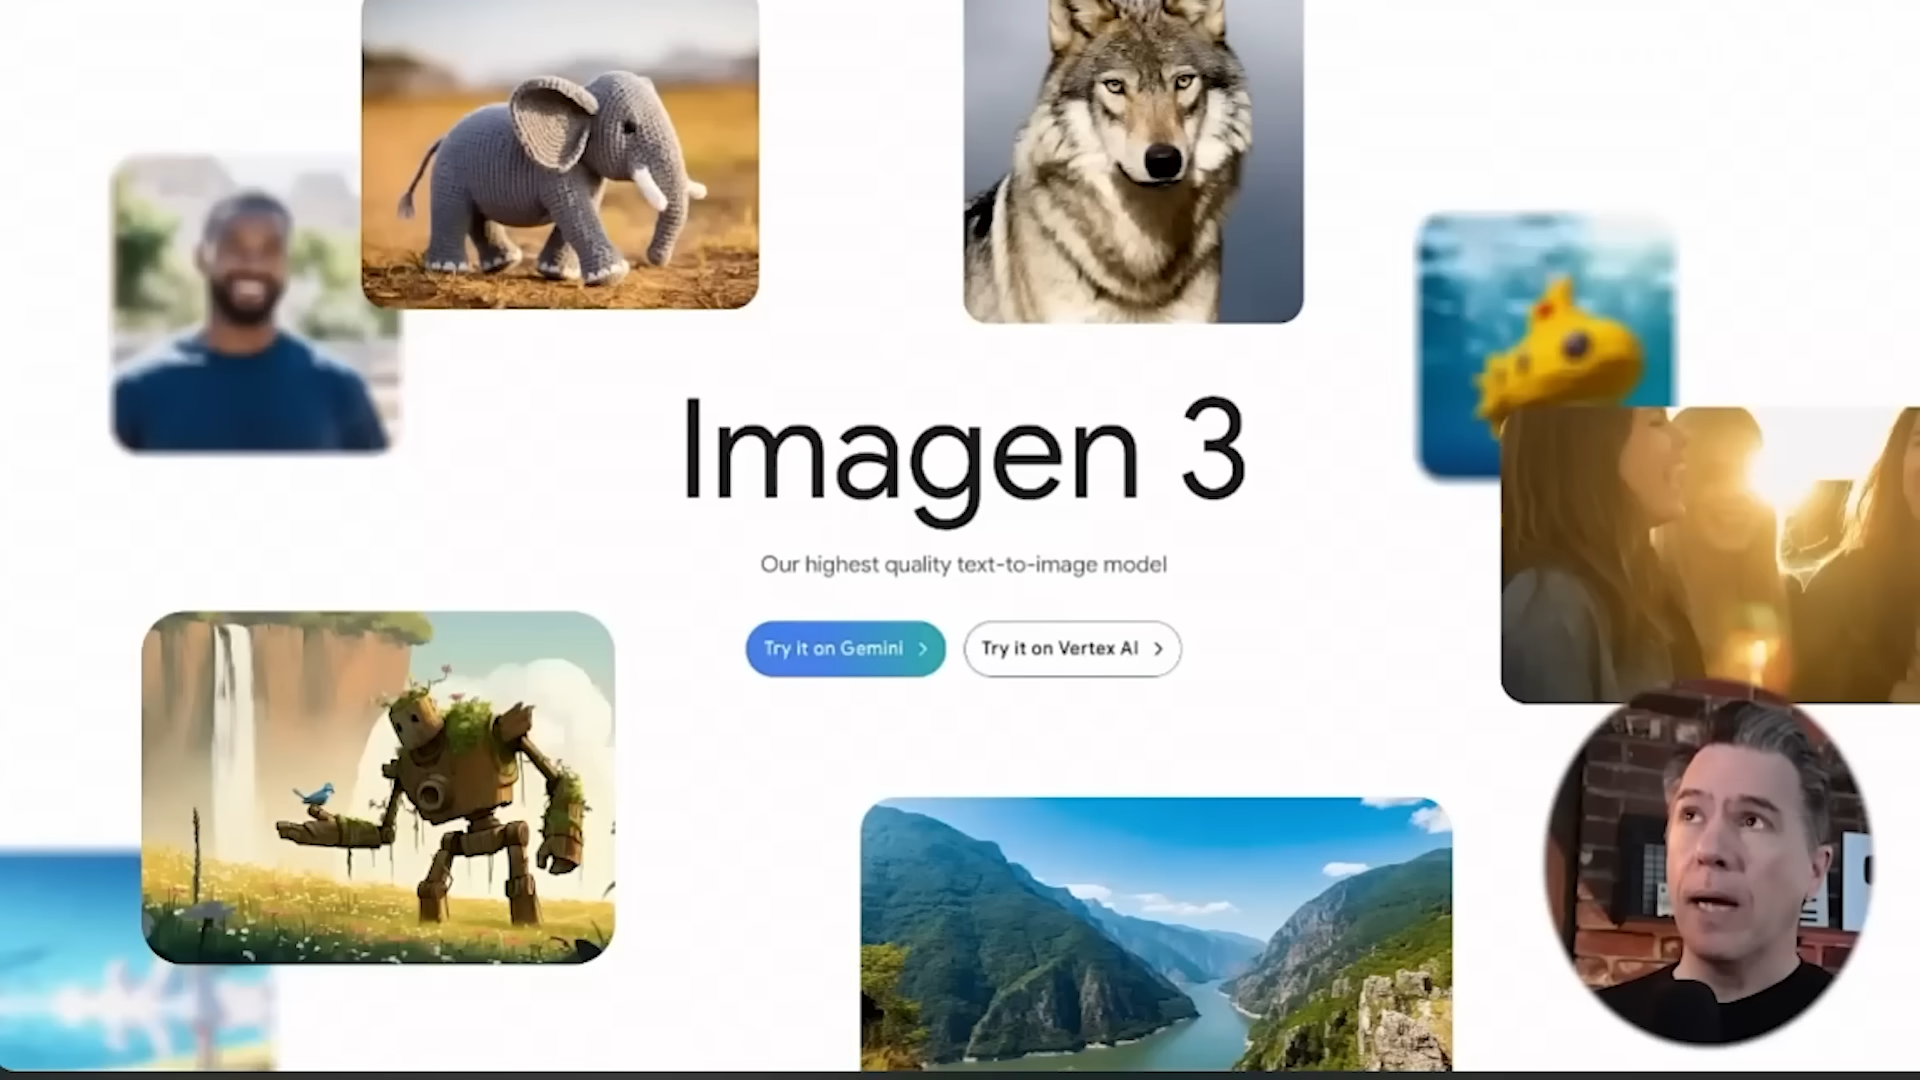 Imagen 3
Our highest quality text-to-image model
Try it on Gemini
Try it on Vertex AI